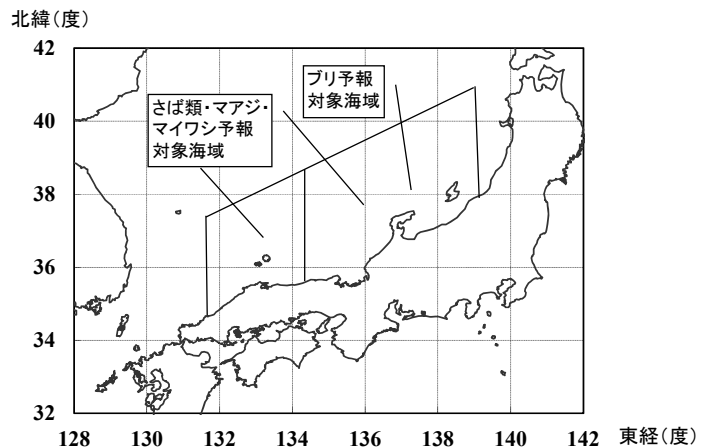 北緯(度)
42
ブリ予報
対象海域
さば類・マアジ・
マイワシ予報
対象海域
40
38
36
34
32
128 130 132 134 136 138 140 142 東経(度)